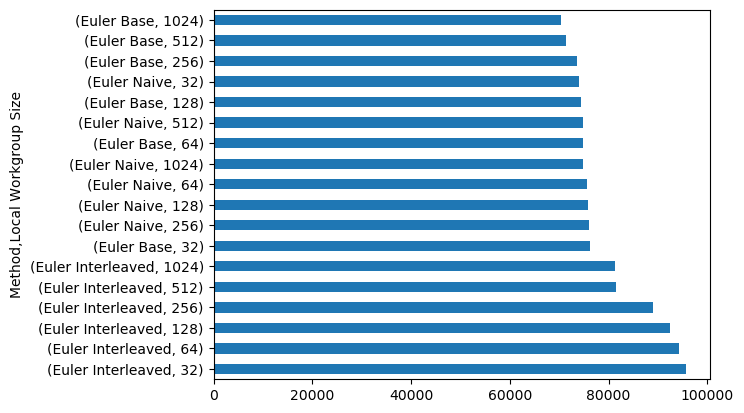 (Euler Base, 1024)
(Euler Base, 512)
(Euler Base, 256)
(Euler Naive, 32)
(Euler Base, 128)
(Euler Naive, 512)
(Euler Base, 64)
(Euler Naive, 1024)
(Euler Naive, 64)
(Euler Naive, 128)
(Euler Naive, 256)
(Euler Base, 32)
(Euler Interleaved, 1024)
(Euler Interleaved, 512)
(Euler Interleaved, 256)
(Euler Interleaved, 128)
(Euler Interleaved, 64)
(Euler Interleaved, 32)
Method,Local Workgroup Size
0 20000 40000 60000 80000 100000